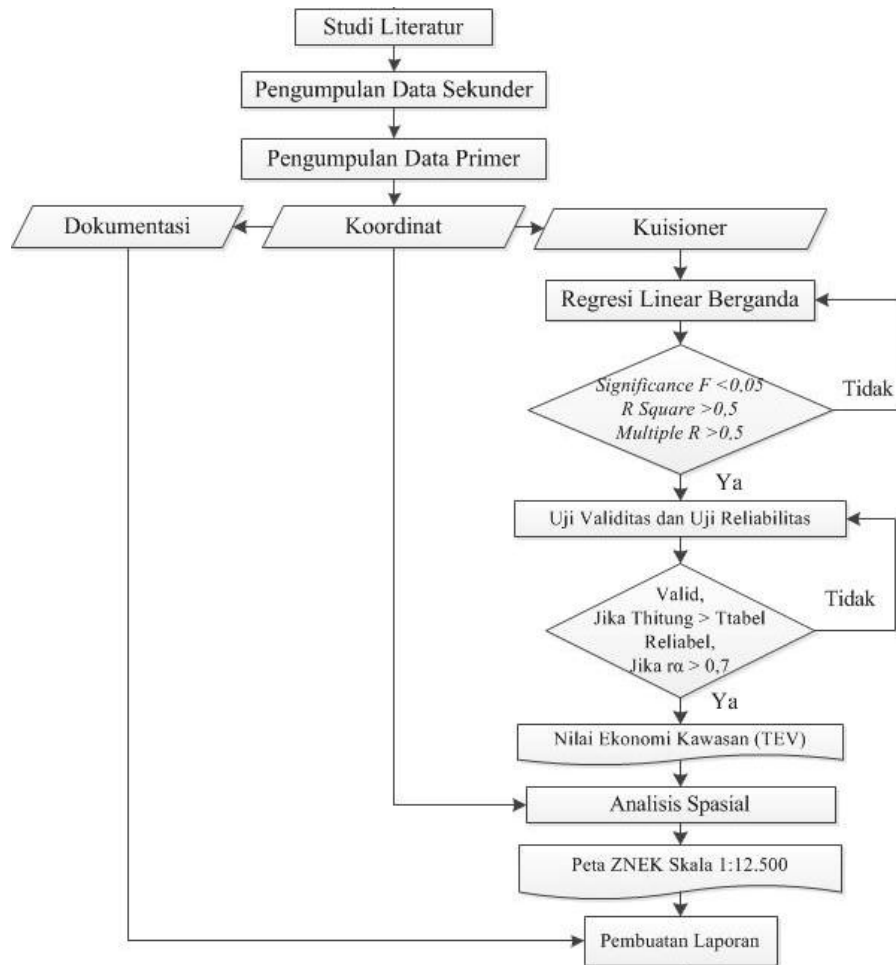 Studi Literatur
Pengumpulan Data Sekunder
Pengumpulan Data Primer
Dokumentasi
Koordinat
Kuisioner
Regresi Linear Berganda
Significance F <0,05
R Square >0,5
Multiple R >0,5
Tidak
Ya
Uji Validitas dan Uji Reliabilitas
Valid,
Jika Thitung > Ttabel
Reliabel,
Jika rα > 0,7
Tidak
Ya
Nilai Ekonomi Kawasan (TEV)
Analisis Spasial
Peta ZNEK Skala 1:12.500
Pembuatan Laporan